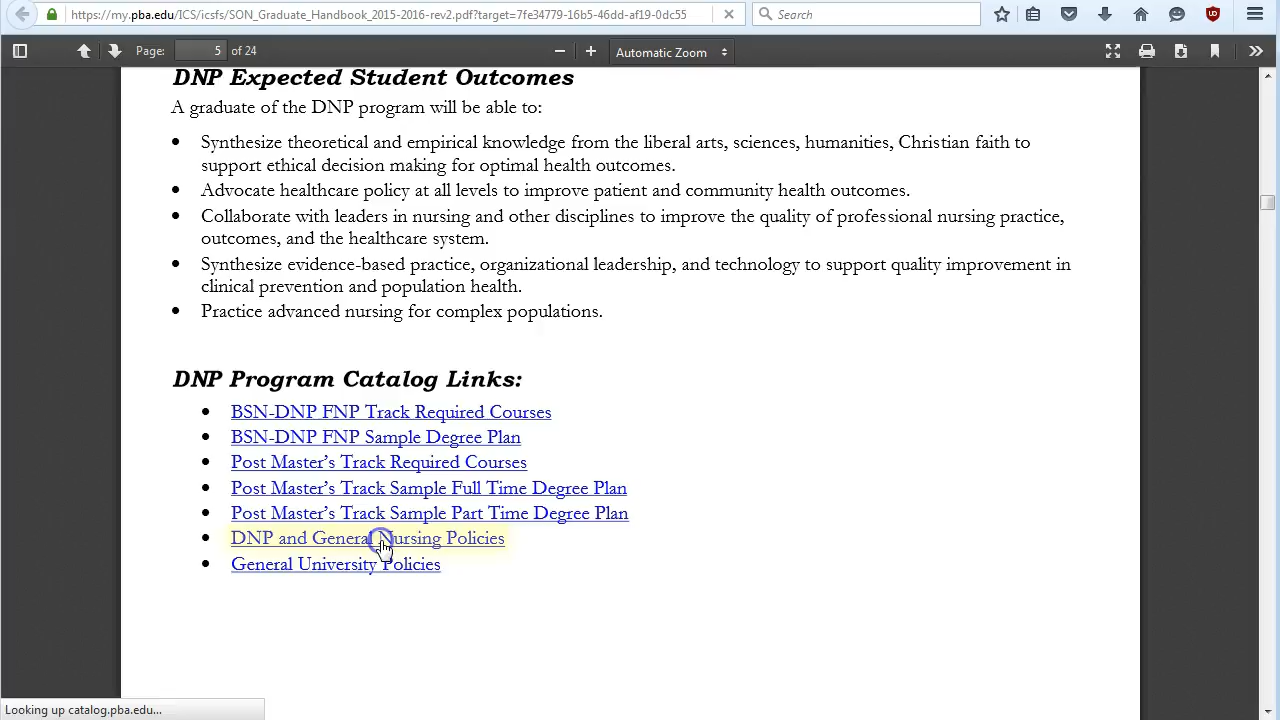 https://my.pba.edu/ICS/icsfs/SON_Graduate_Handbook_2015-2016-rev2.pdf?target=7fe34779-16b5-46dd-af19-0dc55
Search
Page: 5 of 24
Automatic Zoom
DNP Expected Student Outcomes
A graduate of the DNP program will be able to:
• Synthesize theoretical and empirical knowledge from the liberal arts, sciences, humanities, Christian faith to
support ethical decision making for optimal health outcomes.
• Advocate healthcare policy at all levels to improve patient and community health outcomes.
• Collaborate with leaders in nursing and other disciplines to improve the quality of professional nursing practice,
outcomes, and the healthcare system.
• Synthesize evidence-based practice, organizational leadership, and technology to support quality improvement in
clinical prevention and population health.
• Practice advanced nursing for complex populations.
DNP Program Catalog Links:
• BSN-DNP FNP Track Required Courses
• BSN-DNP FNP Sample Degree Plan
• Post Master’s Track Required Courses
• Post Master’s Track Sample Full Time Degree Plan
• Post Master’s Track Sample Part Time Degree Plan
• DNP and General Nursing Policies
• General University Policies
Looking up catalog.pba.edu...